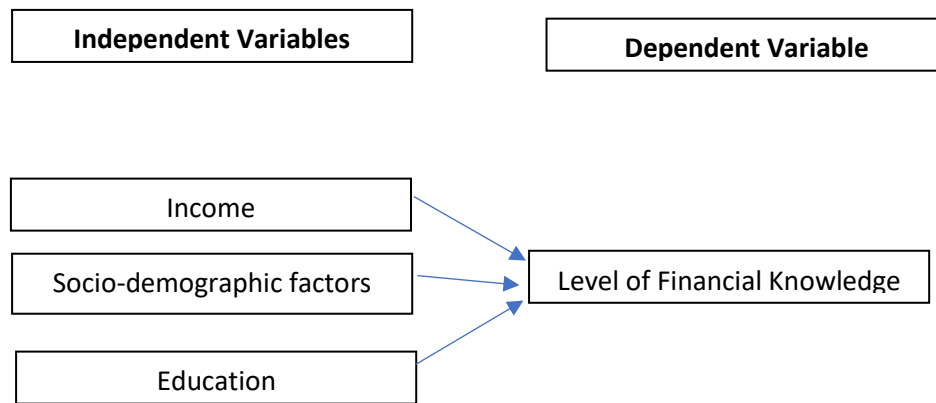 Independent Variables
Dependent Variable
Income
Socio-demographic factors
Level of Financial Knowledge
Education